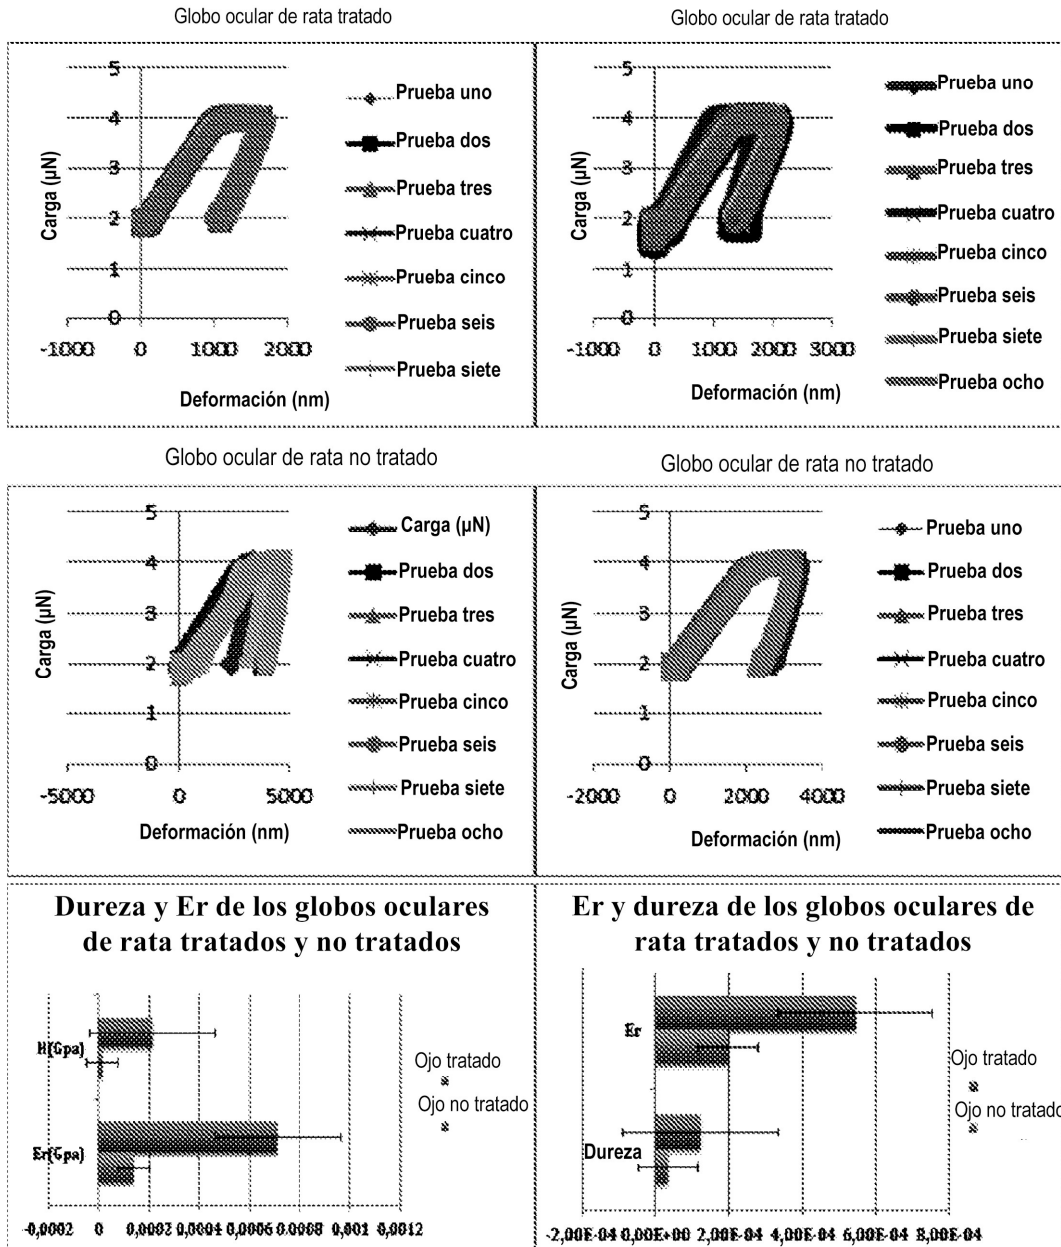 Globo ocular de rata tratado
5
4
3
2
1
0
-1000 0 1000 2000
Carga (µN)
Deformación (nm)
Prueba uno
Prueba dos
Prueba tres
Prueba cuatro
Prueba cinco
Prueba seis
Prueba siete
Globo ocular de rata tratado
5
4
3
2
1
0
-1000 0 1000 2000 3000
Carga (µN)
Deformación (nm)
Prueba uno
Prueba dos
Prueba tres
Prueba cuatro
Prueba cinco
Prueba seis
Prueba siete
Prueba ocho
Globo ocular de rata no tratado
5
4
3
2
1
0
-5000 0 5000
Carga (µN)
Deformación (nm)
Carga (µN)
Prueba dos
Prueba tres
Prueba cuatro
Prueba cinco
Prueba seis
Prueba siete
Prueba ocho
Globo ocular de rata no tratado
5
4
3
2
1
0
-2000 0 2000 4000
Carga (µN)
Deformación (nm)
Prueba uno
Prueba dos
Prueba tres
Prueba cuatro
Prueba cinco
Prueba seis
Prueba siete
Prueba ocho
Dureza y Er de los globos oculares
de rata tratados y no tratados
H(Gpa)
Er(Gpa)
-0,0002 0 0,0002 0,0004 0,0006 0,0008 0,001 0,0012
Ojo tratado
Ojo no tratado
Er y dureza de los globos oculares de
rata tratados y no tratados
Er
Dureza
-2,00E-04 0,00E+00 2,00E-04 4,00E-04 6,00E-04 8,00E-04
Ojo tratado
Ojo no tratado